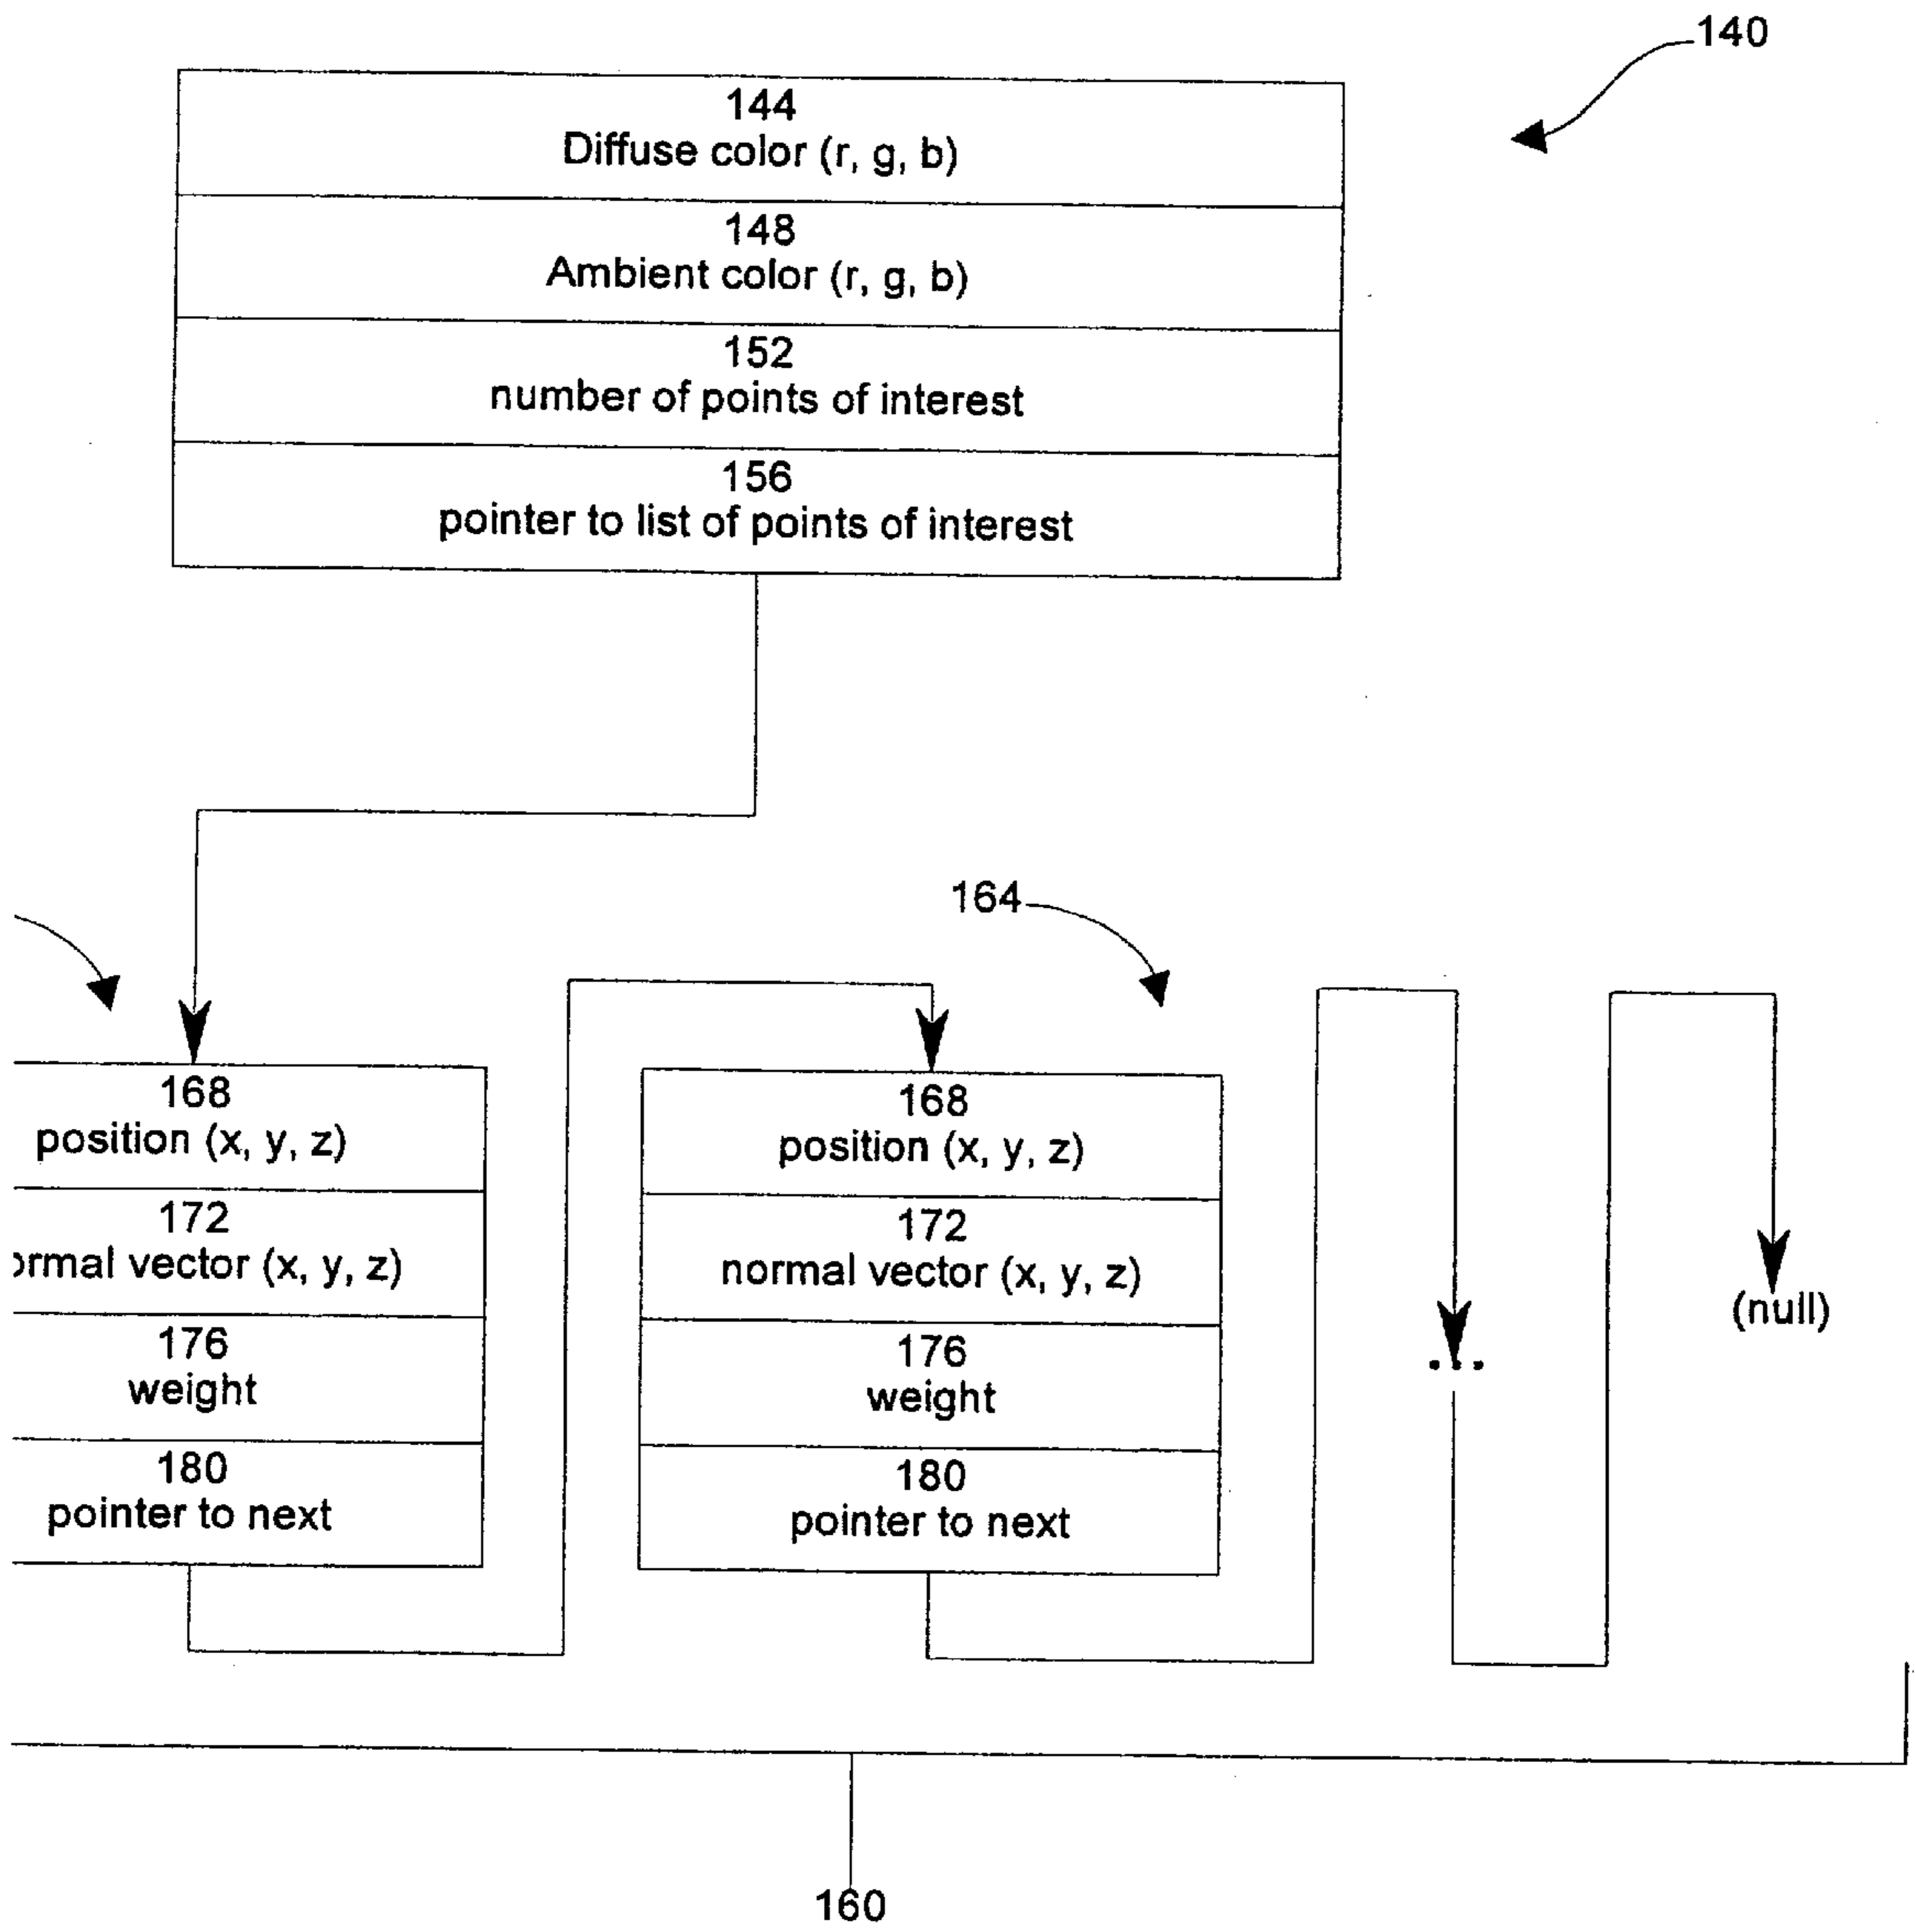 140
144
Diffuse color (r, g, b)
148
Ambient color (r, g, b)
152
number of points of interest
156
pointer to list of points of interest
164
168
position (x, y, z)
172
vector (x, y, z)
176
weight
180
pointer to next
168
position (x, y, z)
172
normal vector (x, y, z)
176
weight
180
pointer to next
...
(null)
160